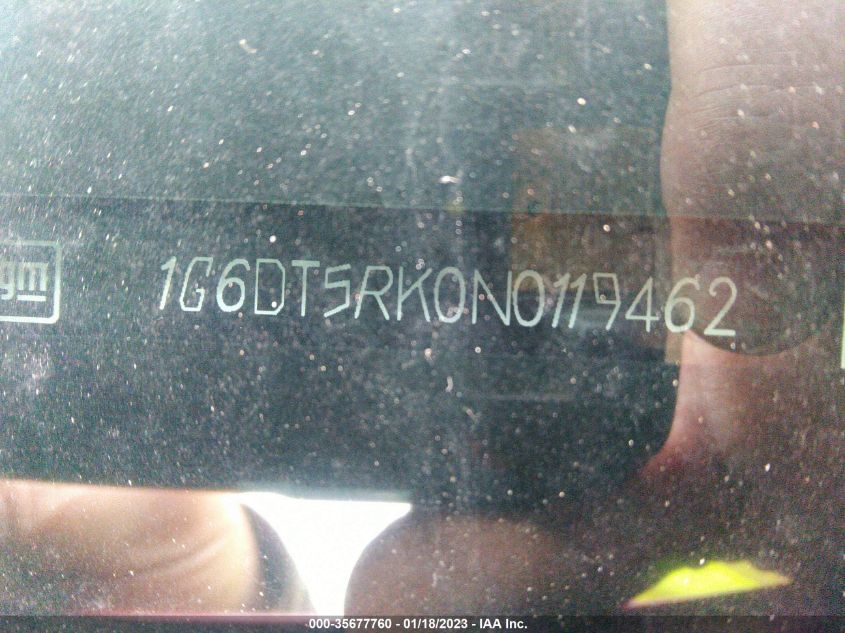 gm
1G6DT5RK0N0119462
000-35677760 - 01/18/2023 - IAA Inc.